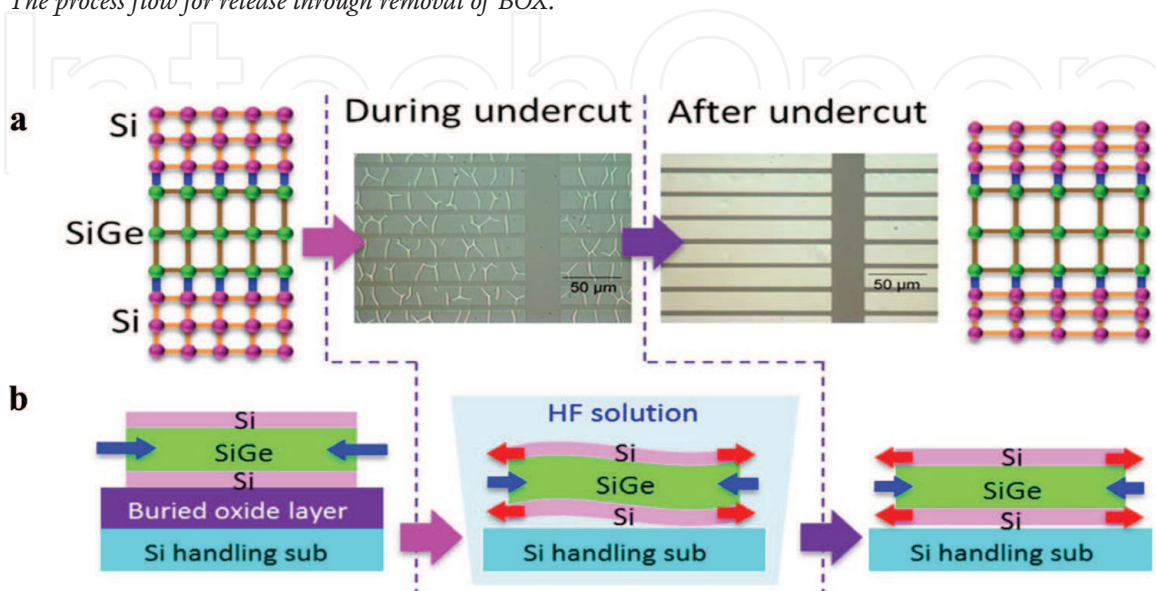 The process flow for release through removal of BOX.
IntechOpen
a
Si
SiGe
Si
During undercut
After undercut
50 µm
50 µm
b
Si
SiGe
Si
Buried oxide layer
Si handling sub
HF solution
Si
SiGe
Si
Si handling sub
Si
SiGe
Si
Si handling sub